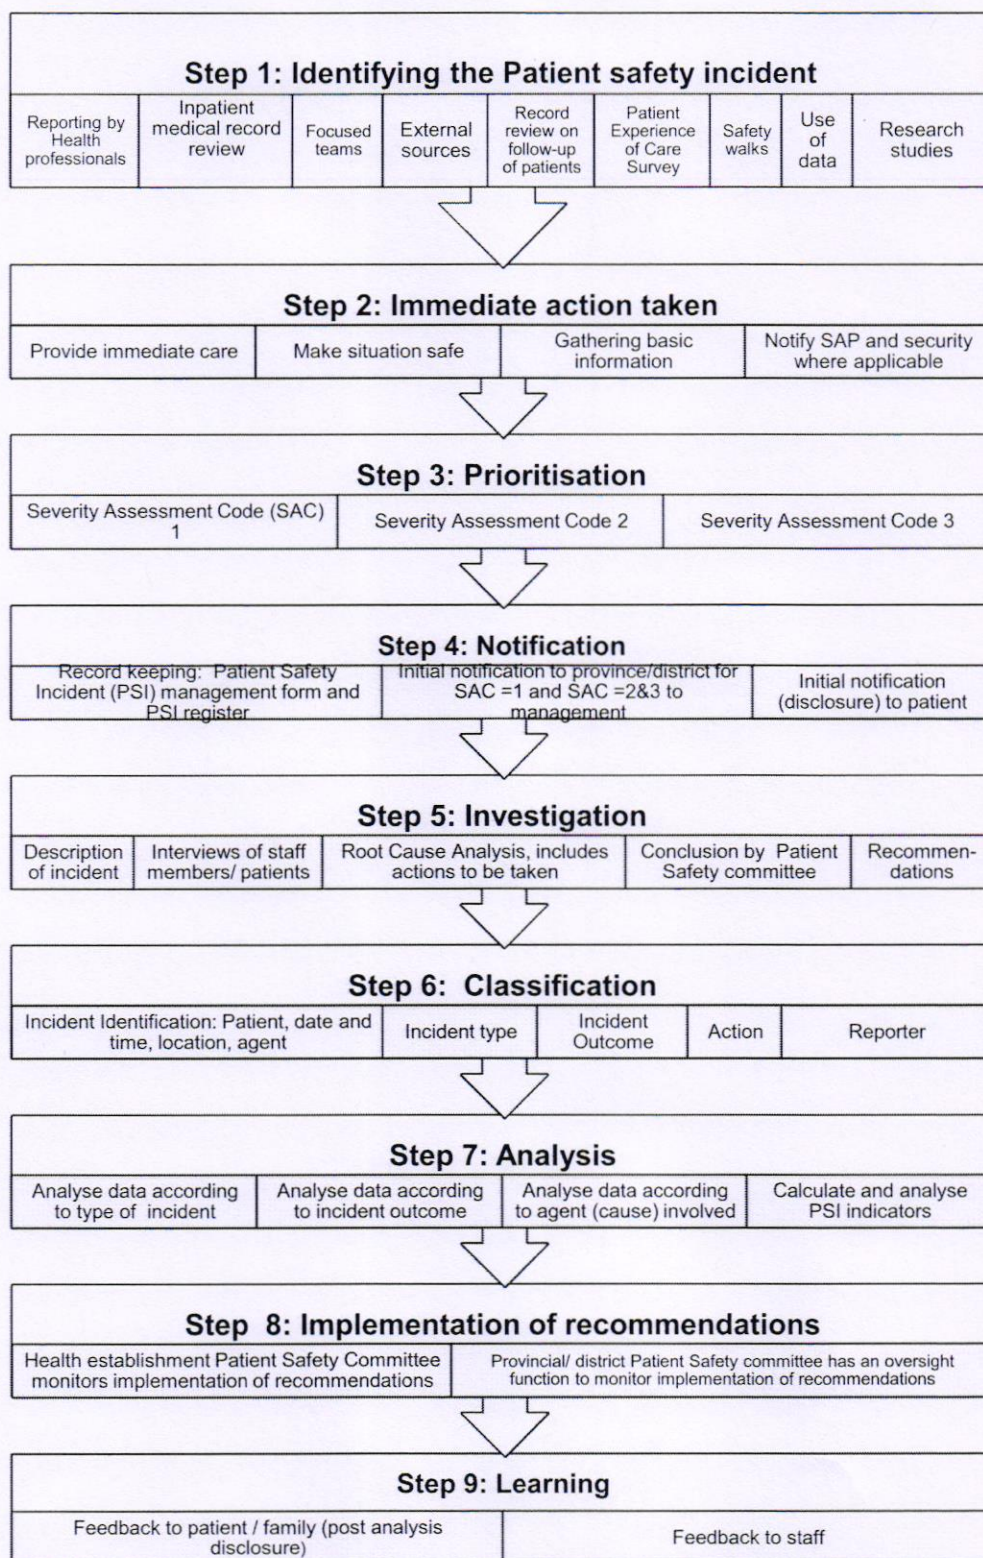 Step 1: Identifying the Patient safety incident
Reporting by
Health
professionals
Inpatient
medical record
review
Focused
teams
External
sources
Record
review on
follow-up
of patients
Patient
Experience
of Care
Survey
Safety
walks
Use
of
data
Research
studies
Step 2: Immediate action taken
Provide immediate care
Make situation safe
Gathering basic
information
Notify SAP and security
where applicable
Step 3: Prioritisation
Severity Assessment Code (SAC)
1
Severity Assessment Code 2
Severity Assessment Code 3
Step 4: Notification
Record keeping: Patient Safety
Incident (PSI) management form and
PSI register
Initial notification to province/district for
SAC =1 and SAC =2&3 to
management
Initial notification
(disclosure) to patient
Step 5: Investigation
Description
of incident
Interviews of staff
members/ patients
Root Cause Analysis, includes
actions to be taken
Conclusion by Patient
Safety committee
Recommen-
dations
Step 6: Classification
Incident Identification: Patient, date and
time, location, agent
Incident type
Incident
Outcome
Action
Reporter
Step 7: Analysis
Analyse data according
to type of incident
Analyse data according
to incident outcome
Analyse data according
to agent (cause) involved
Calculate and analyse
PSI indicators
Step 8: Implementation of recommendations
Health establishment Patient Safety Committee
monitors implementation of recommendations
Provincial/ district Patient Safety committee has an oversight
function to monitor implementation of recommendations
Step 9: Learning
Feedback to patient / family (post analysis
disclosure)
Feedback to staff